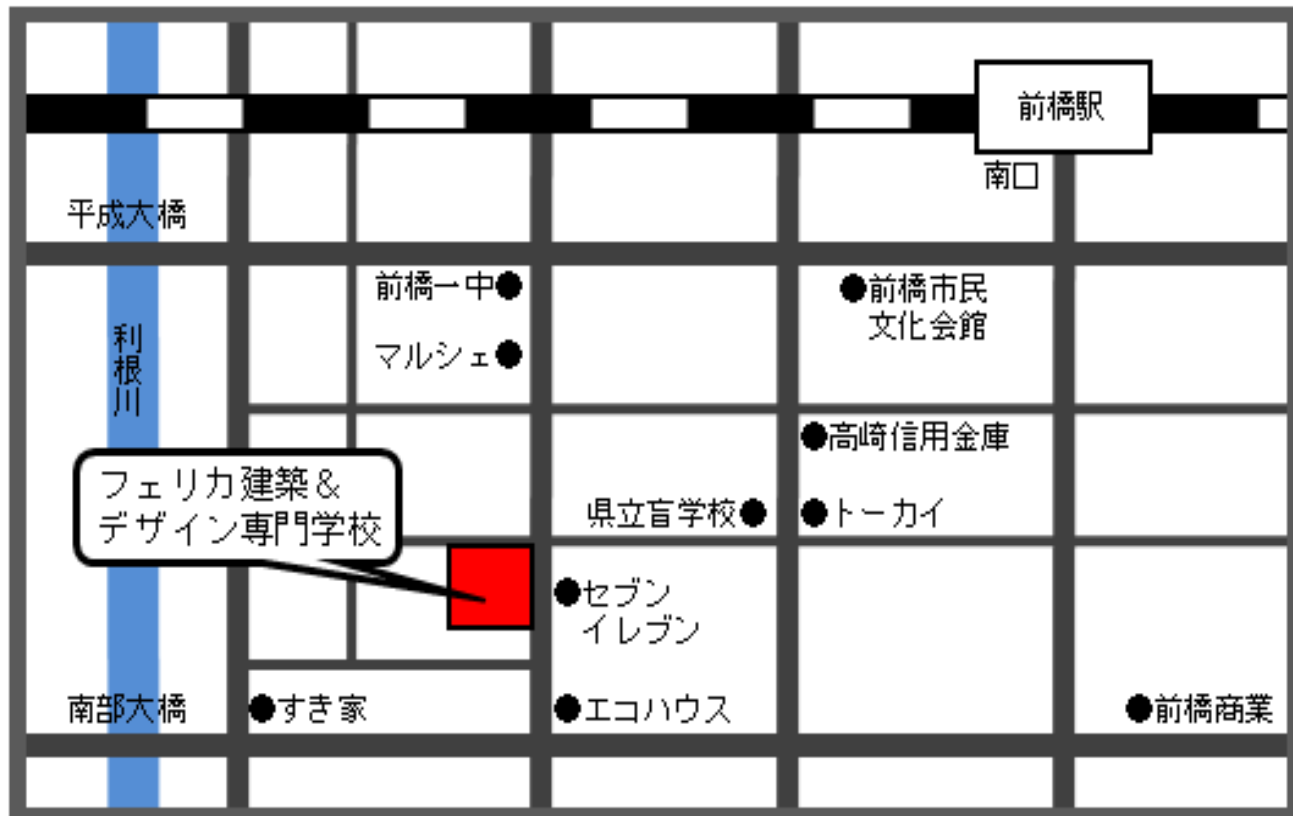 前橋駅
南口
平成大橋
前橋一中
前橋市民
文化会館
マルシェ
利根川
高崎信用金庫
フェリカ建築&
デザイン専門学校
県立盲学校
トーカイ
セブン
イレブン
南部大橋
すき家
エコハウス
前橋商業